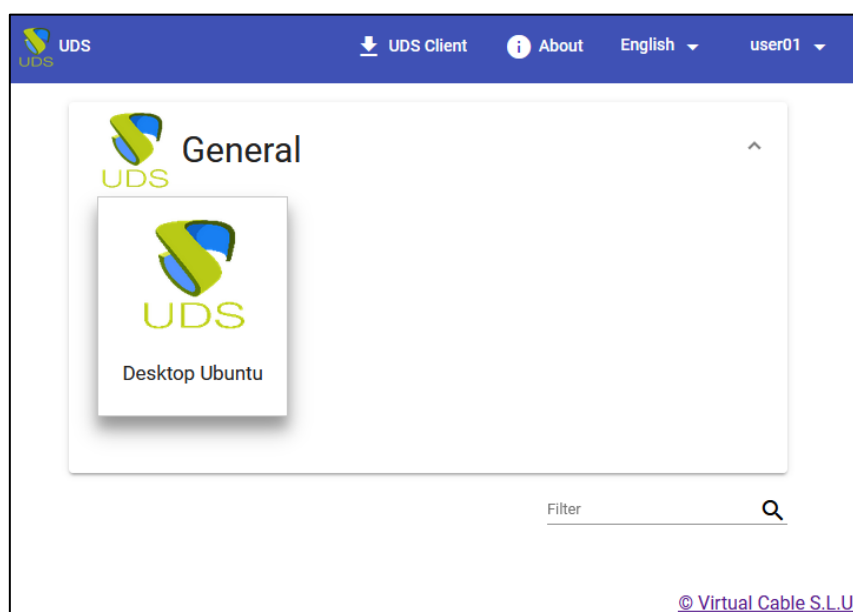 UDS UDS UDS Client About English user01
UDS General
UDS
Desktop Ubuntu
Filter
© Virtual Cable S.L.U